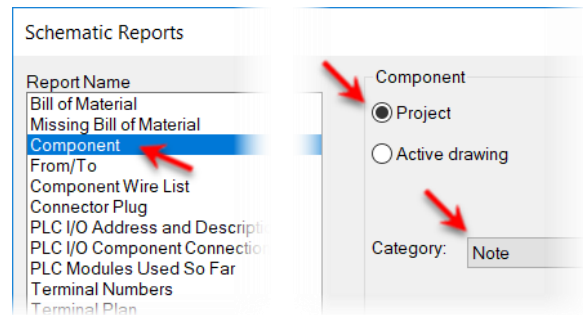 Schematic Reports
Report Name
Bill of Material
Missing Bill of Material
Component
From/To
Component Wire List
Connector Plug
PLC I/O Address and Descripti
PLC I/O Component Connectio
PLC Modules Used So Far
Terminal Numbers
Terminal Plan
Component
Project
Active drawing
Category: Note